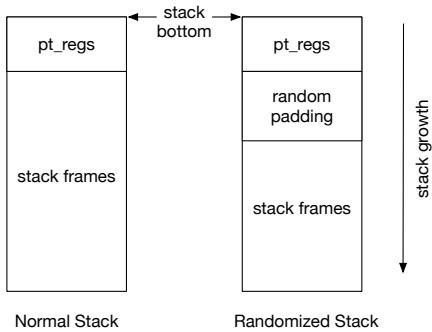 stack
bottom
pt_regs
pt_regs
random
padding
stack frames
stack frames
stack growth
Normal Stack
Randomized Stack